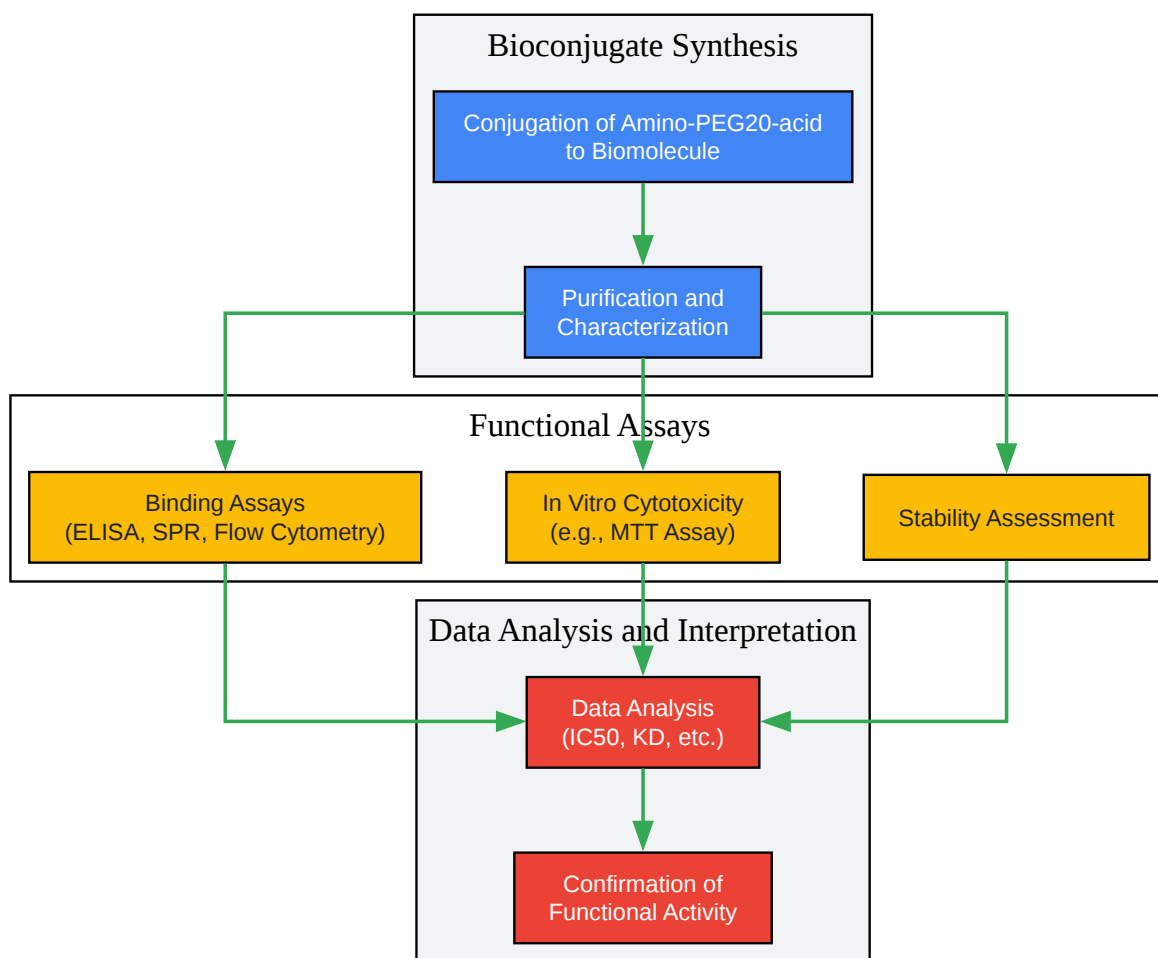 Bioconjugate Synthesis
Conjugation of Amino-PEG20-acid
to Biomolecule
Purification and
Characterization
Functional Assays
Binding Assays
(ELISA, SPR, Flow Cytometry)
In Vitro Cytotoxicity
(e.g., MTT Assay)
Stability Assessment
Data Analysis and Interpretation
Data Analysis
(IC50, KD, etc.)
Confirmation of
Functional Activity